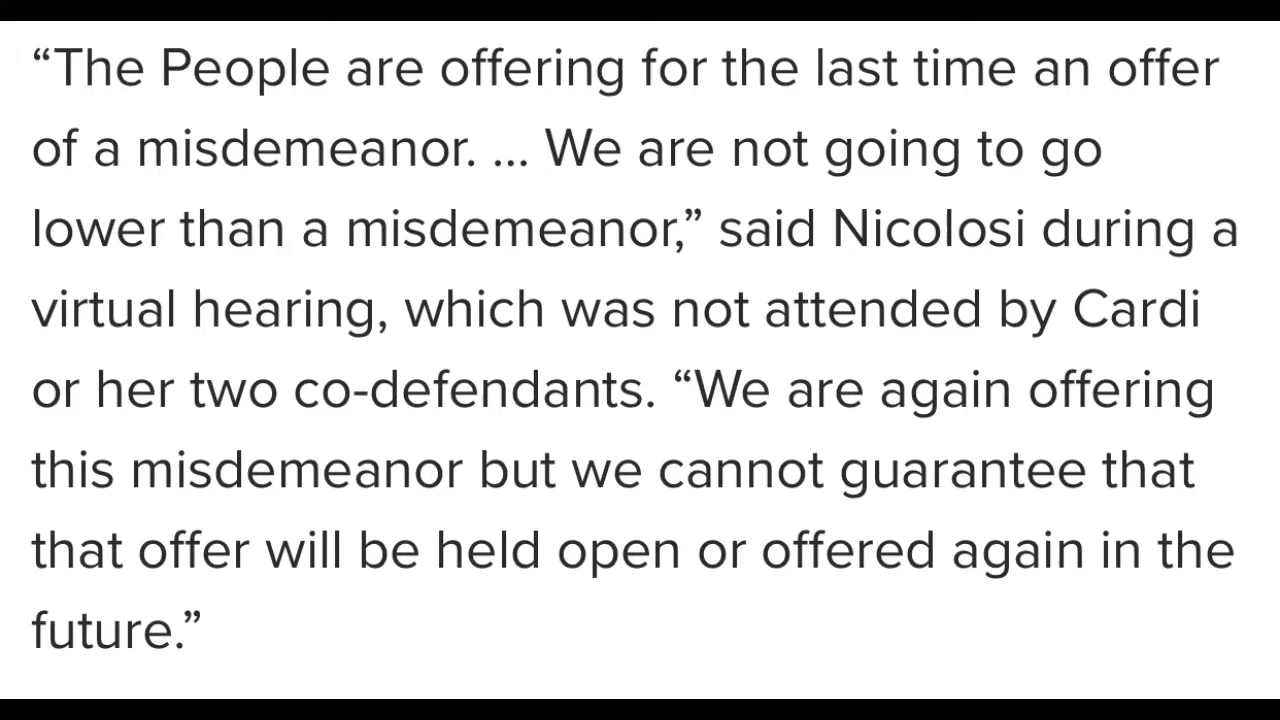 “The People are offering for the last time an offer
of a misdemeanor. ... We are not going to go
lower than a misdemeanor,” said Nicolosi during a
virtual hearing, which was not attended by Cardi
or her two co-defendants. “We are again offering
this misdemeanor but we cannot guarantee that
that offer will be held open or offered again in the
future.”